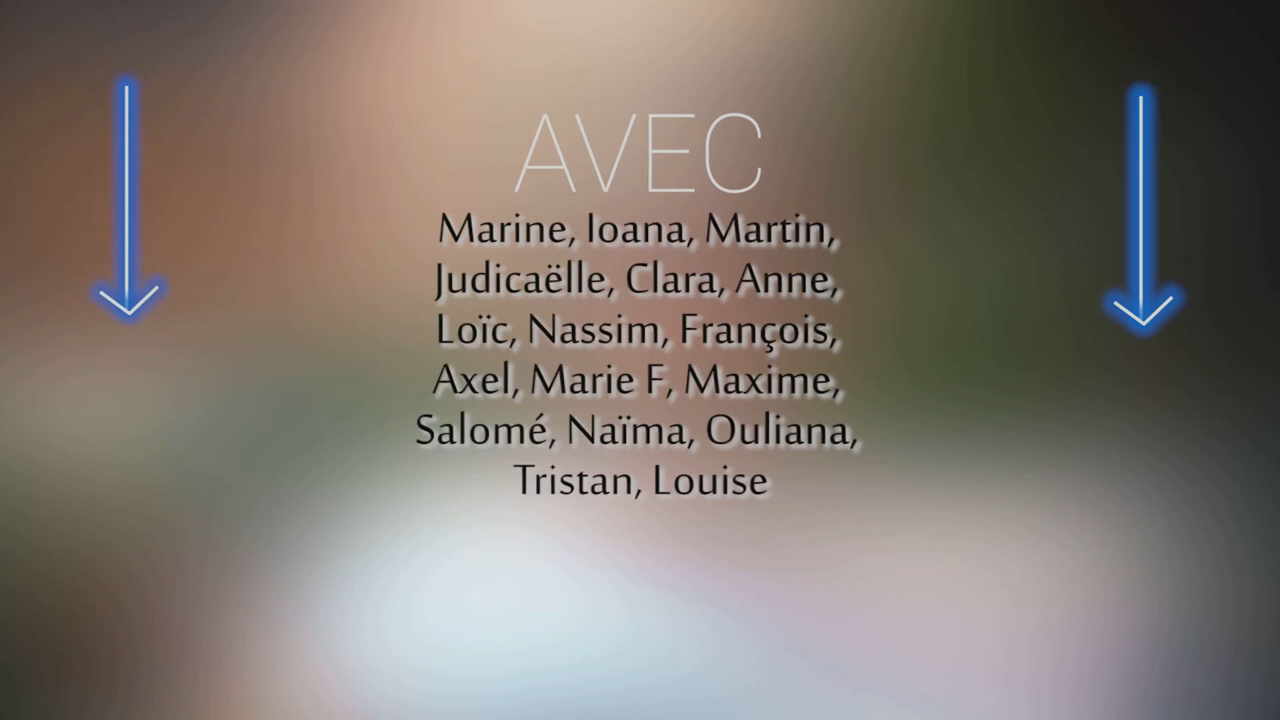 AVEC
Marine, Ioana, Martin,
Judicaëlle, Clara, Anne,
Loïc, Nassim, François,
Axel, Marie F, Maxime,
Salomé, Naïma, Ouliana,
Tristan, Louise